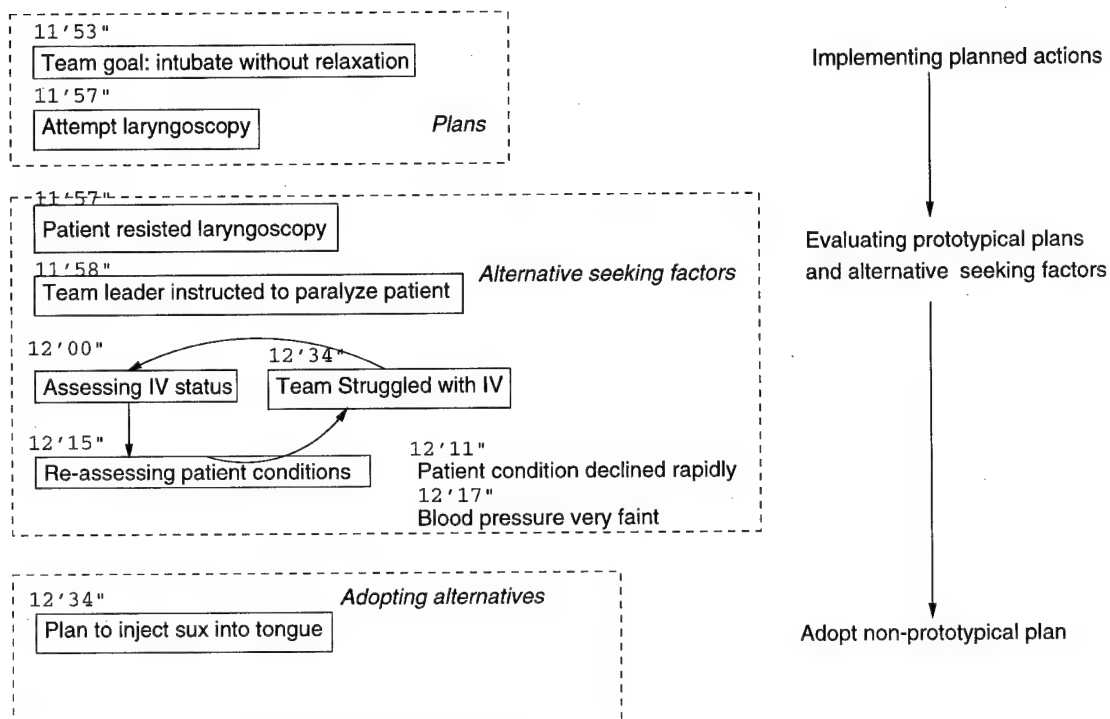 11'53"
Team goal: intubate without relaxation
11'57"
Attempt laryngoscopy
Plans
11'57"
Patient resisted laryngoscopy
11'58"
Alternative seeking factors
Team leader instructed to paralyze patient
12'00"
12'34"
Assessing IV status
Team Struggled with IV
12'15"
Re-assessing patient conditions
12'11"
Patient condition declined rapidly
12'17"
Blood pressure very faint
12'34"
Adopting alternatives
Plan to inject sux into tongue
Implementing planned actions
Evaluating prototypical plans
and alternative seeking factors
Adopt non-prototypical plan